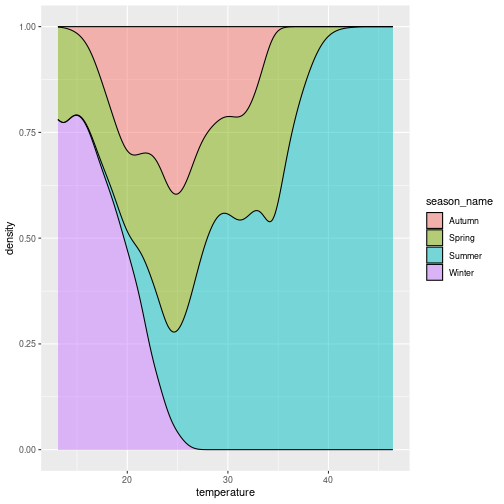 1.00
0.75
0.50
0.25
0.00
density
20
30
40
temperature
season_name
Autumn
Spring
Summer
Winter